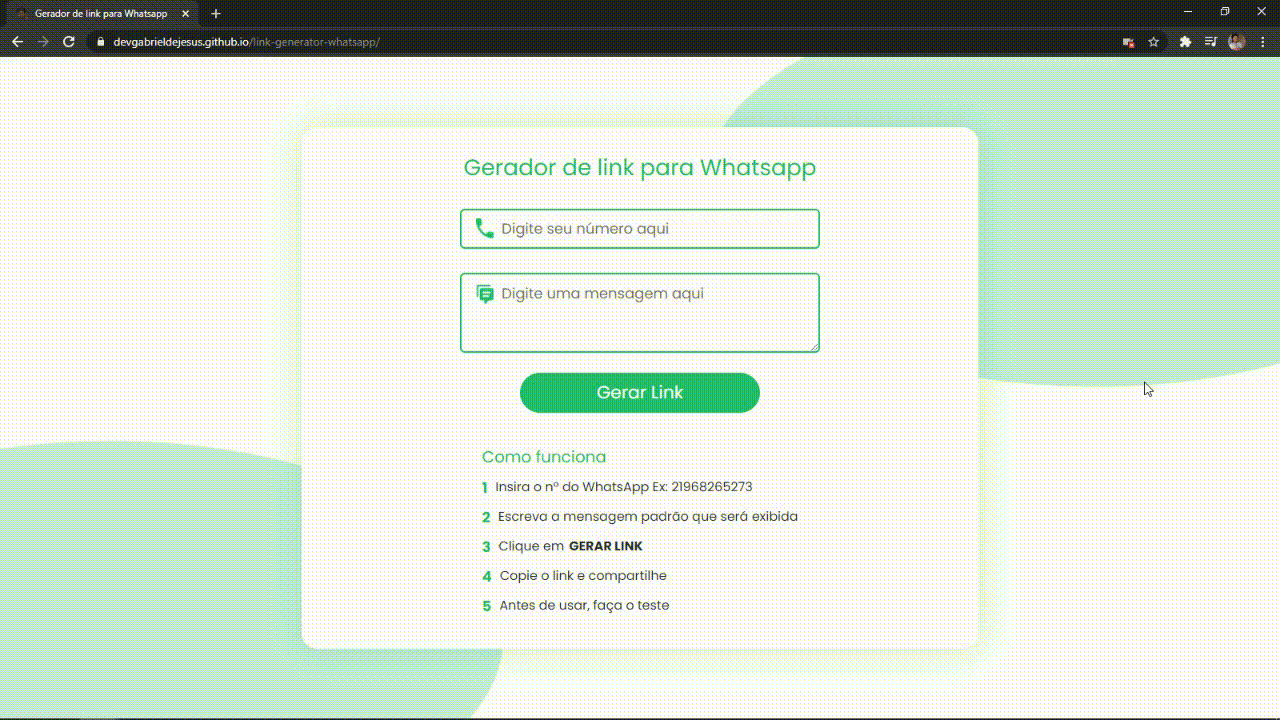 Gerador de link para Whatsapp
devgabrieldejesus.github.io/link-generator-whatsapp/
Gerador de link para Whatsapp
Digite seu número aqui
Digite uma mensagem aqui
Gerar Link
Como funciona
1 Insira o nº do WhatsApp Ex: 21968265273
2 Escreva a mensagem padrão que será exibida
3 Clique em GERAR LINK
4 Copie o link e compartilhe
5 Antes de usar, faça o teste